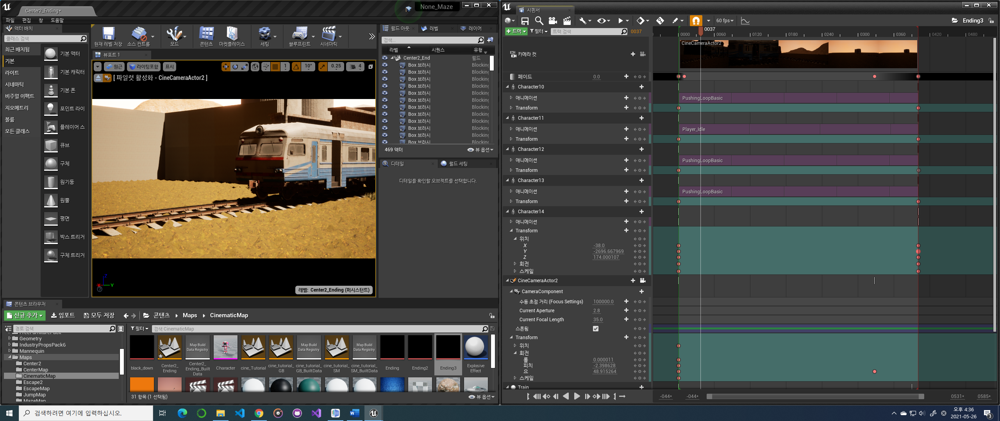 Center2_Ending*
None_Maze
파일 편집 창 도움말
액터 배치
클래스 검색
최근 배치됨
기본
라이트
시네마틱
비주얼 이펙트
지오메트리
볼륨
모든 클래스
기본 액터
기본 캐릭터
기본 폰
포인트 라이
플레이어 스
큐브
구체
원기둥
원뿔
평면
박스 트리거
구체 트리거
현재 레벨 저장
소스 컨트롤
모드
콘텐츠
마켓플레이스
세팅
블루프린트
시네마틱
뷰포트 1
원근
라이팅포함
표시
1
10°
0.25
4
[ 파일럿 활성화 - CineCameraActor2 ]
X
Y
Z
레벨: Center2_Ending (퍼시스턴트)
월드 아웃
레벨
레이어
검색...
라벨
시퀀스
유형
Center2_End 월드
Box 브러시 Blocking
Box 브러시 Blocking
Box 브러시 Blocking
Box 브러시 Blocking
Box 브러시 Blocking
Box 브러시 Blocking
Box 브러시 Blocking
Box 브러시 Blocking
Box 브러시 Blocking
Box 브러시 Blocking
Box 브러시 Blocking
Box 브러시 Blocking
469 액터
뷰 옵션
디테일
월드 세팅
디테일을 확인할 오브젝트를 선택합니다.
콘텐츠 브라우저
신규 추가
임포트
모두 저장
콘텐츠
Maps
CinematicMap
경로 검색
FreeFurniturePack
Geometry
IndustryPropsPack6
Mannequin
Maps
Center2
CenterMap
CinematicMap
Escape2
EscapeMap
JumpMap
MazeMap
필터
검색 CinematicMap
Map Build Data Registry
Map Build Data Registry
Map Build Data Registry
black_down
Center2_Ending
Center2_Ending_BuiltData
Character
cine_Tutorial
cine_tutorial_GB
cine_tutorial_GB_BuiltData
cine_tutorial_SM
cine_tutorial_SM_BuiltData
Ending
Ending2
Ending3
Explosive Effect
31 항목 (1 선택됨)
뷰 옵션
시퀀서
60 fps
Ending3
트랙
필터
트랙 검색
0037
0037
0000 0060 0120 0180 0240 0300 0360 0420 0480
카메라 컷
CineCameraActor2
페이드 0.0
Character10
애니메이션
PushingLoopBasic
Transform
Character11
애니메이션
Player_Idle
Transform
Character12
애니메이션
PushingLoopBasic
Transform
Character13
애니메이션
PushingLoopBasic
Transform
Character14
애니메이션
Transform
위치
X -38.0
Y -2696.667969
Z 174.000107
회전
스케일
CineCameraActor2
CameraComponent
수동 초점 거리 (Focus Settings) 100000.0
Current Aperture 2.8
Current Focal Length 35.0
스폰됨
Transform
위치
회전
롤 0.000011
피치 -2.398628
요 48.915264
스케일
Train
-044*
-044*
0531*
0585*
검색하려면 여기에 입력하십시오.
오후 4:36
2021-05-26
3